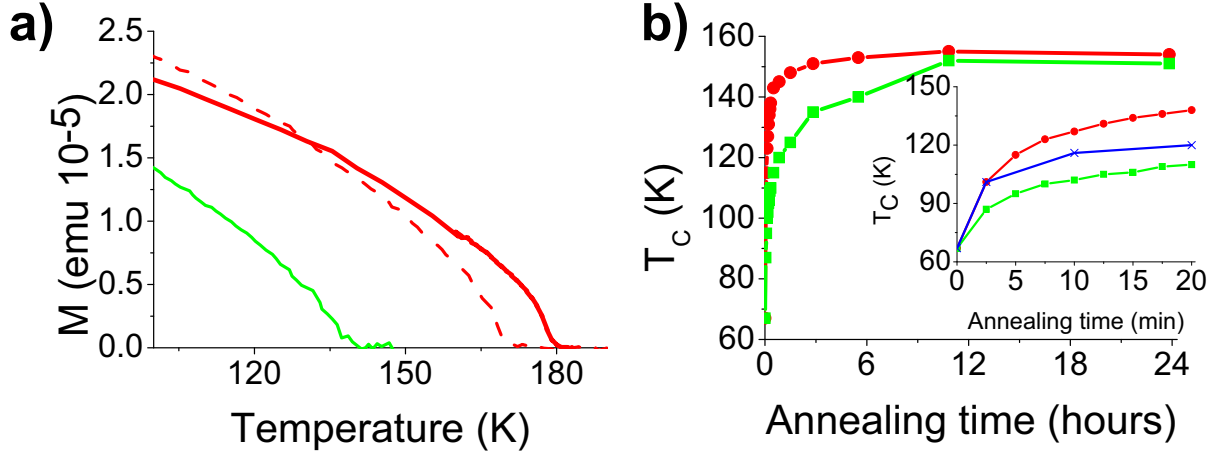 a)
2.5
2.0
1.5
1.0
0.5
0.0
M (emu 10-5)
120 150 180
Temperature (K)
b)
160
140
120
100
80
60
T_C (K)
0 6 12 18 24
Annealing time (hours)
150
120
90
60
T_C (K)
0 5 10 15 20
Annealing time (min)